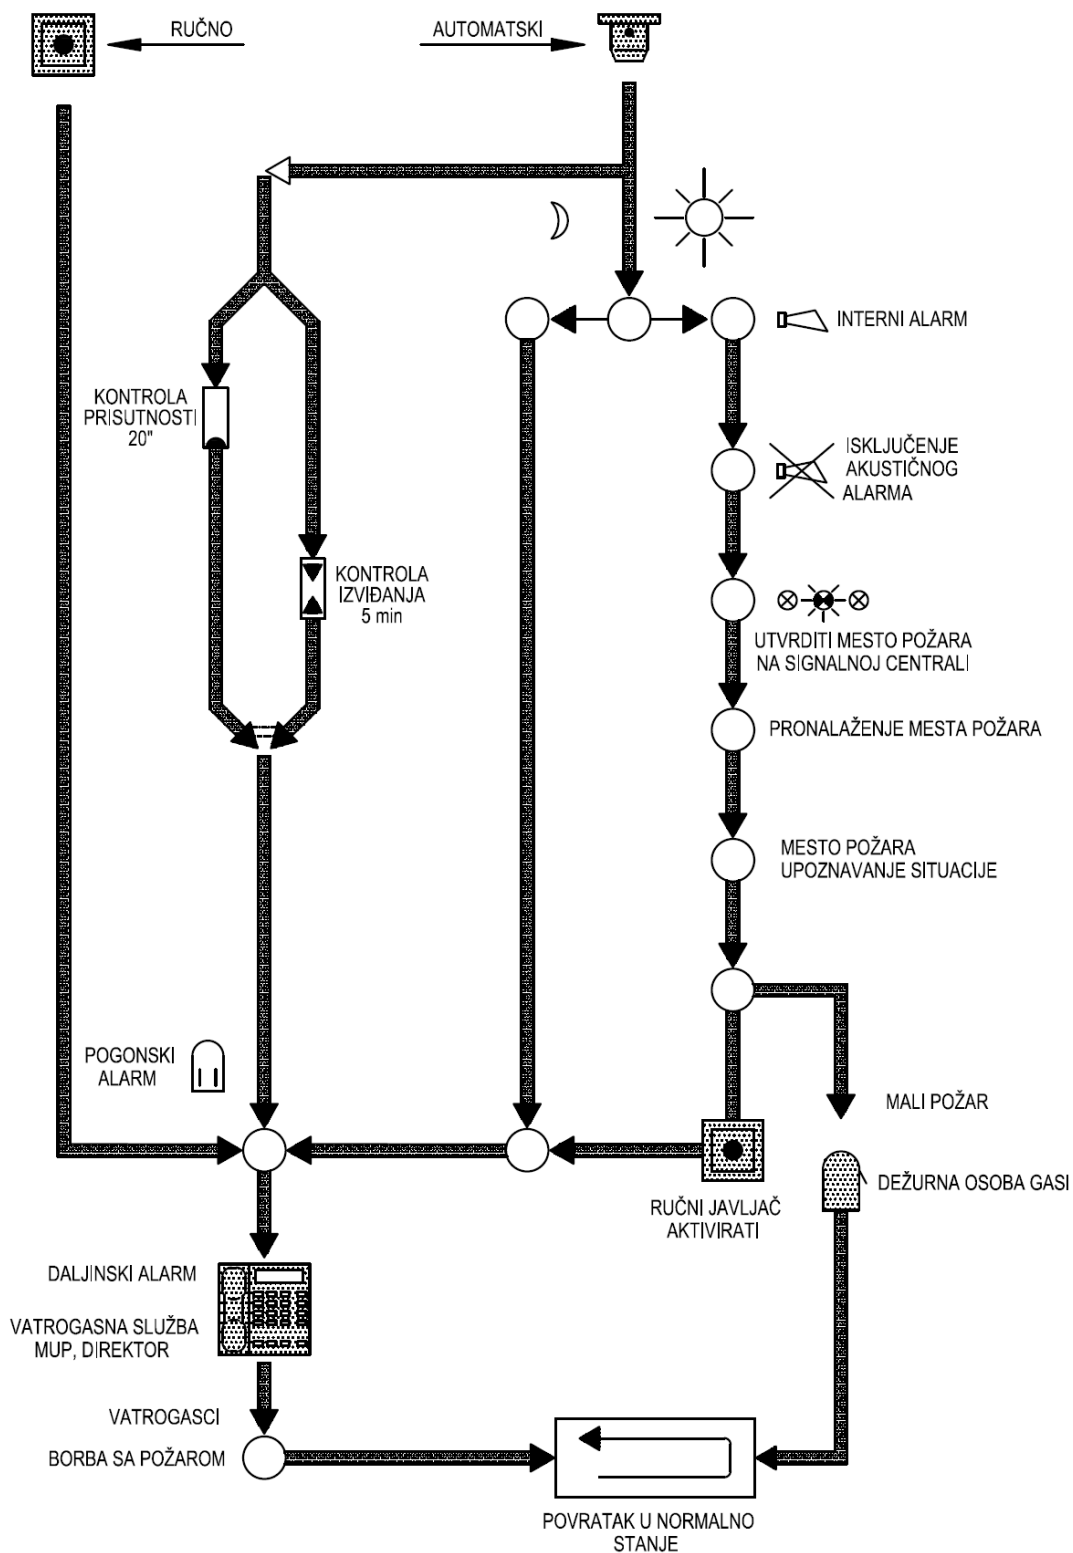 RUČNO
AUTOMATSKI
INTERNI ALARM
KONTROLA
PRISUTNOSTI
20"
ISKLJUČENJE
AKUSTIČNOG
ALARMA
KONTROLA
IZVIĐANJA
5 min
UTVRDITI MESTO POŽARA
NA SIGNALNOJ CENTRALI
PRONALAŽENJE MESTA POŽARA
MESTO POŽARA
UPOZNAVANJE SITUACIJE
POGONSKI
ALARM
MALI POŽAR
DEŽURNA OSOBA GASI
RUČNI JAVLJAČ
AKTIVIRATI
DALJINSKI ALARM
VATROGASNA SLUŽBA
MUP, DIREKTOR
VATROGASCI
BORBA SA POŽAROM
POVRATAK U NORMALNO
STANJE